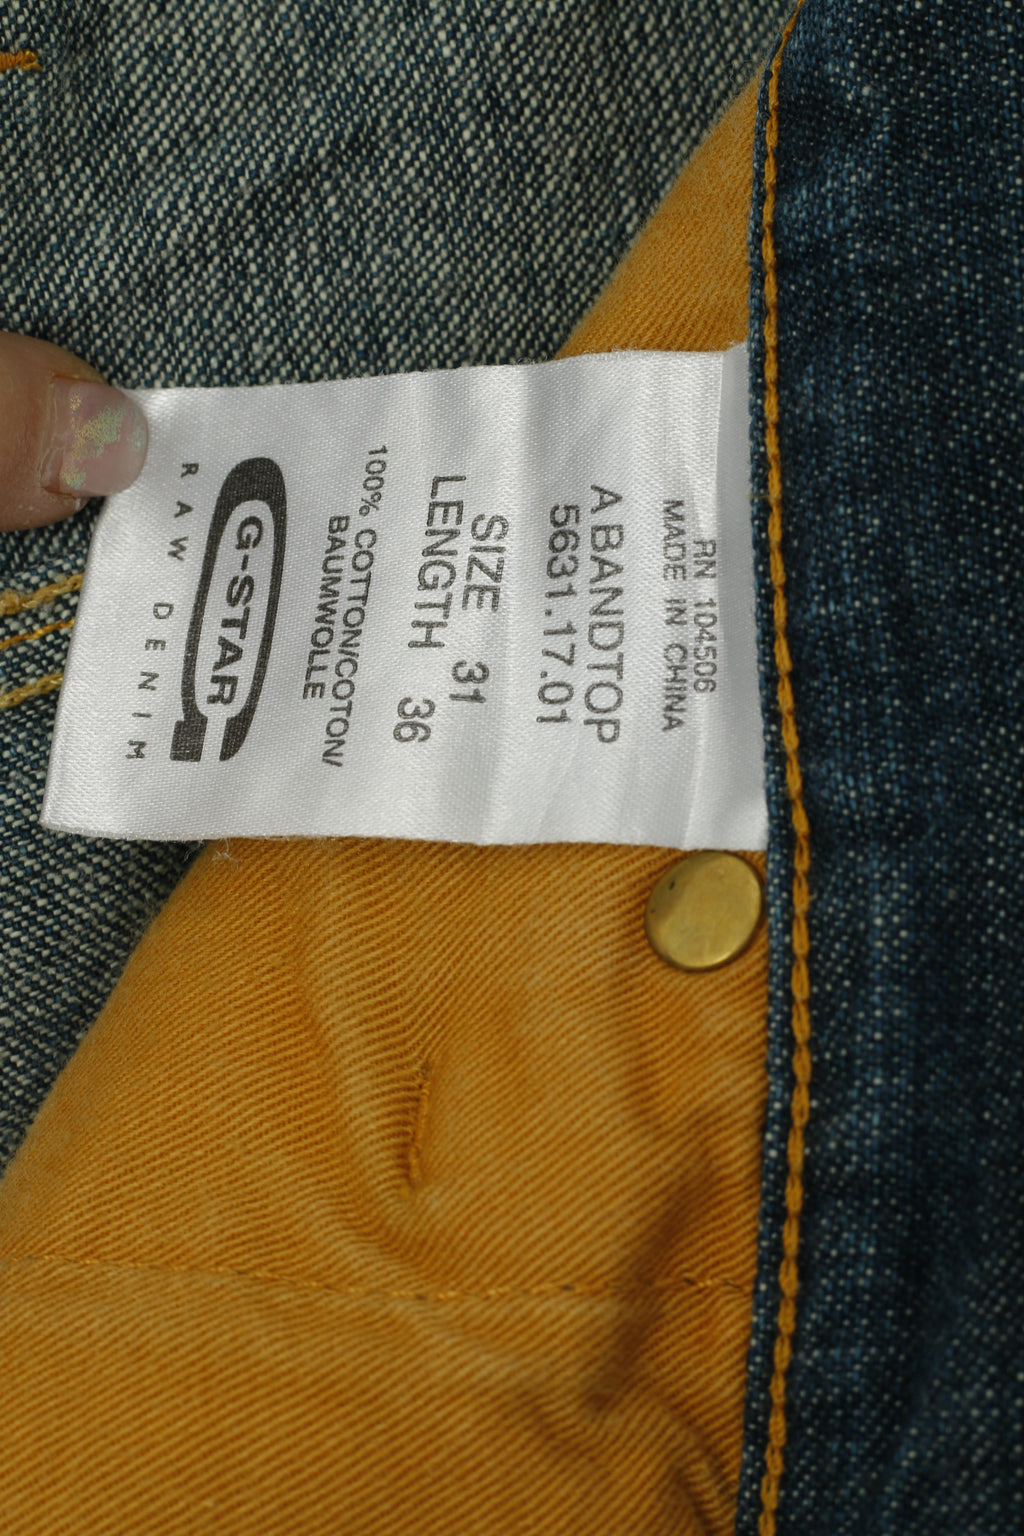 RN 104506
MADE IN CHINA
ABANDTOP
5631.17.01
SIZE 31
LENGTH 36
100% COTTON/COTON/
BAUMWOLLE
G-STAR
RAW DENIM